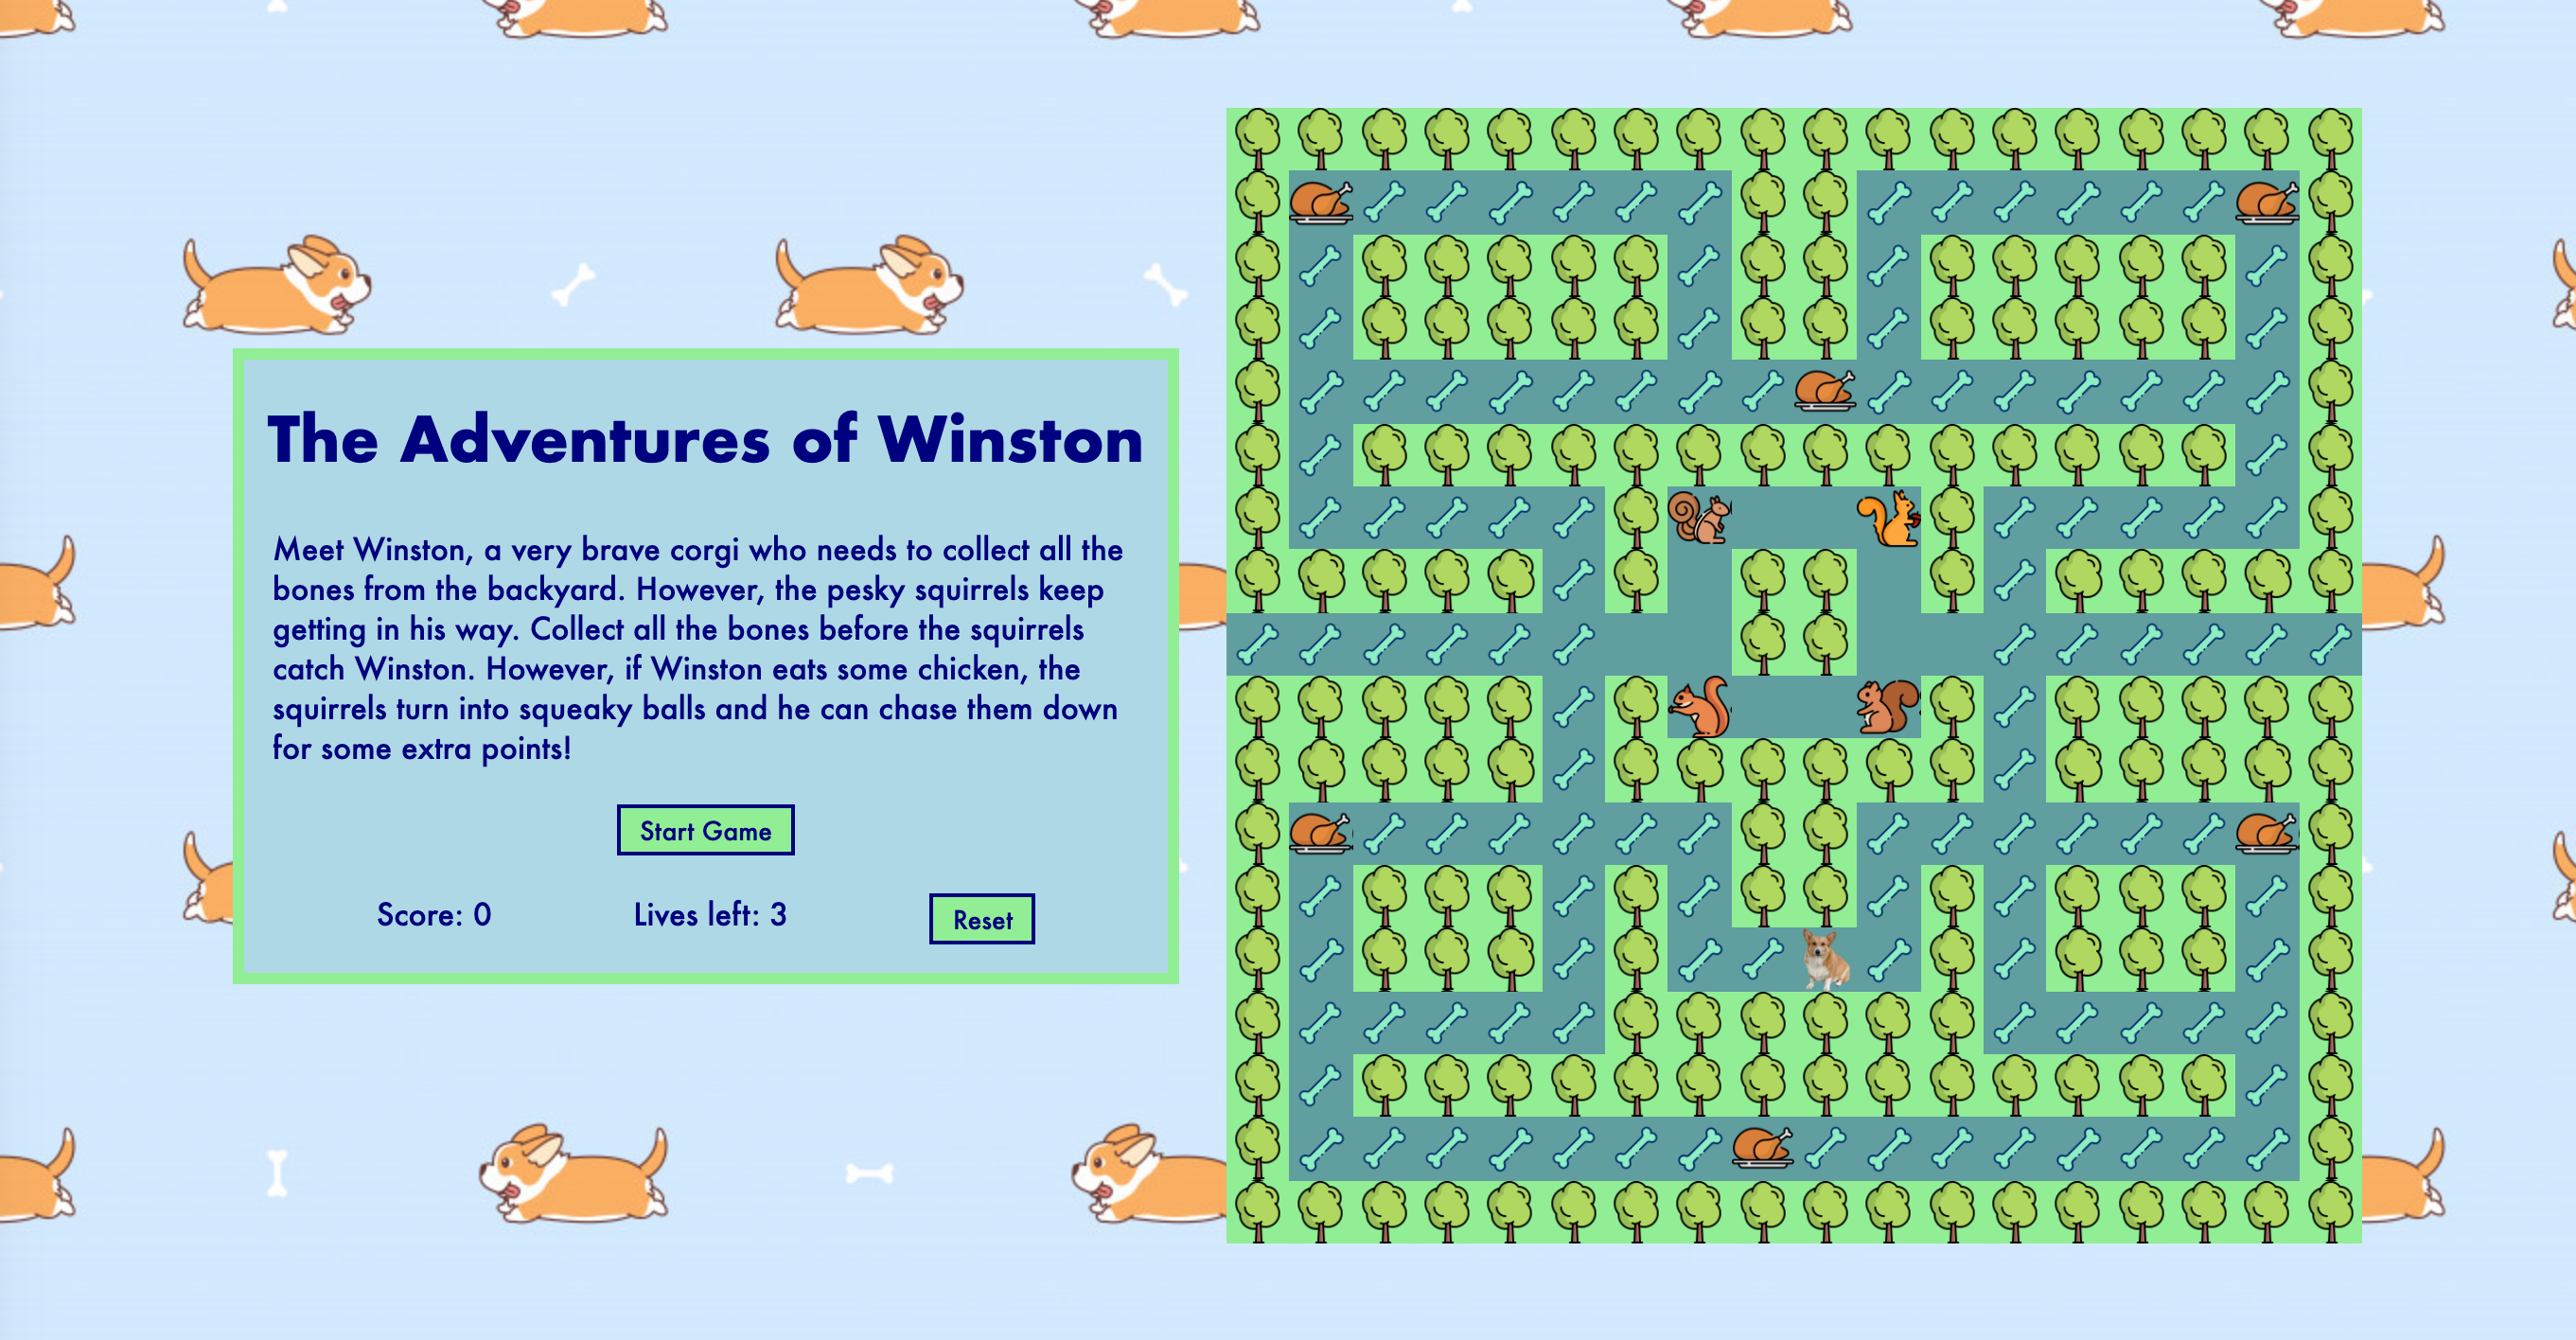 The Adventures of Winston
Meet Winston, a very brave corgi who needs to collect all the
bones from the backyard. However, the pesky squirrels keep
getting in his way. Collect all the bones before the squirrels
catch Winston. However, if Winston eats some chicken, the
squirrels turn into squeaky balls and he can chase them down
for some extra points!
Start Game
Score: 0
Lives left: 3
Reset